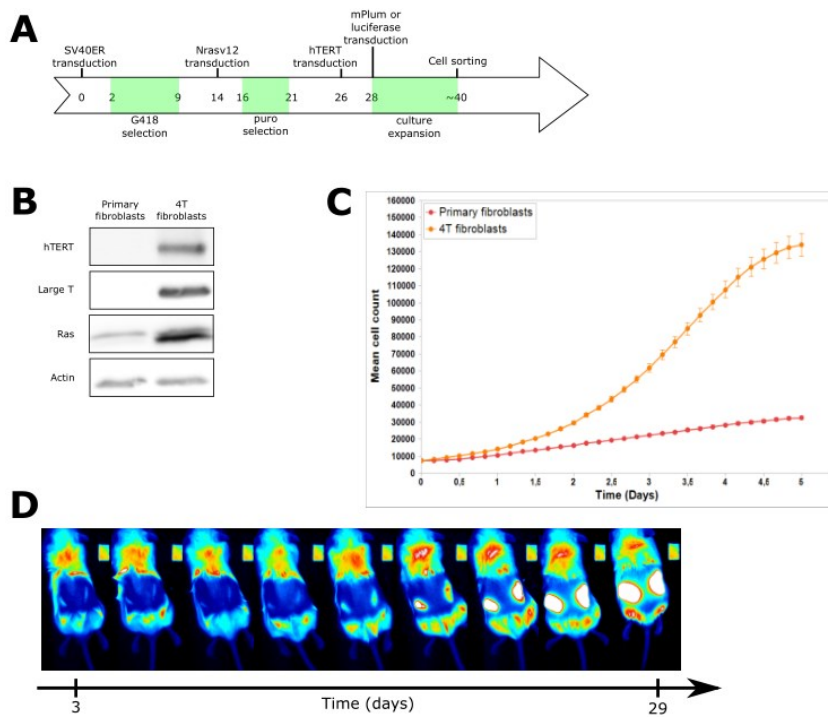 A
mPlum or
luciferase
transduction
SV40ER
transduction
Nrasv12
transduction
hTERT
transduction
Cell sorting
0 2 9 14 16 21 26 28 ~40
G418
selection
puro
selection
culture
expansion
B
Primary
fibroblasts
4T
fibroblasts
hTERT
Large T
Ras
Actin
C
Primary fibroblasts
4T fibroblasts
Mean cell count
160000
150000
140000
130000
120000
110000
100000
90000
80000
70000
60000
50000
40000
30000
20000
10000
0
0 0,5 1 1,5 2 2,5 3 3,5 4 4,5 5
Time (Days)
D
Time (days)
3 29